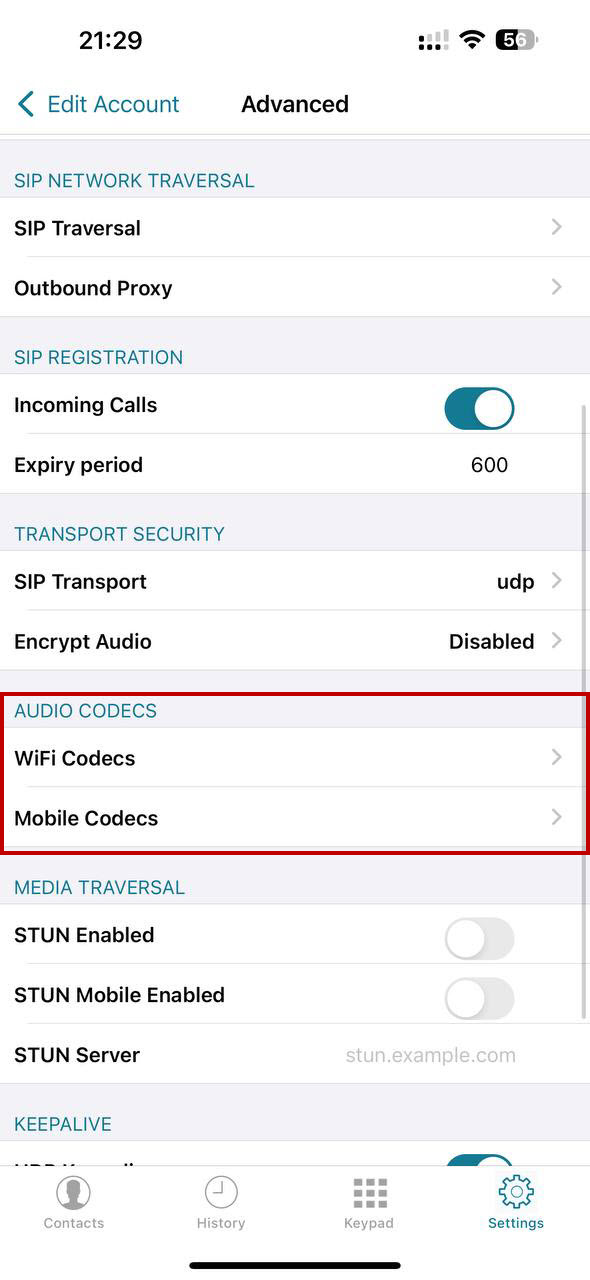 21:29
56
Edit Account
Advanced
SIP NETWORK TRAVERSAL
SIP Traversal
Outbound Proxy
SIP REGISTRATION
Incoming Calls
Expiry period 600
TRANSPORT SECURITY
SIP Transport udp
Encrypt Audio Disabled
AUDIO CODECS
WiFi Codecs
Mobile Codecs
MEDIA TRAVERSAL
STUN Enabled
STUN Mobile Enabled
STUN Server stun.example.com
KEEPALIVE
Contacts
History
Keypad
Settings